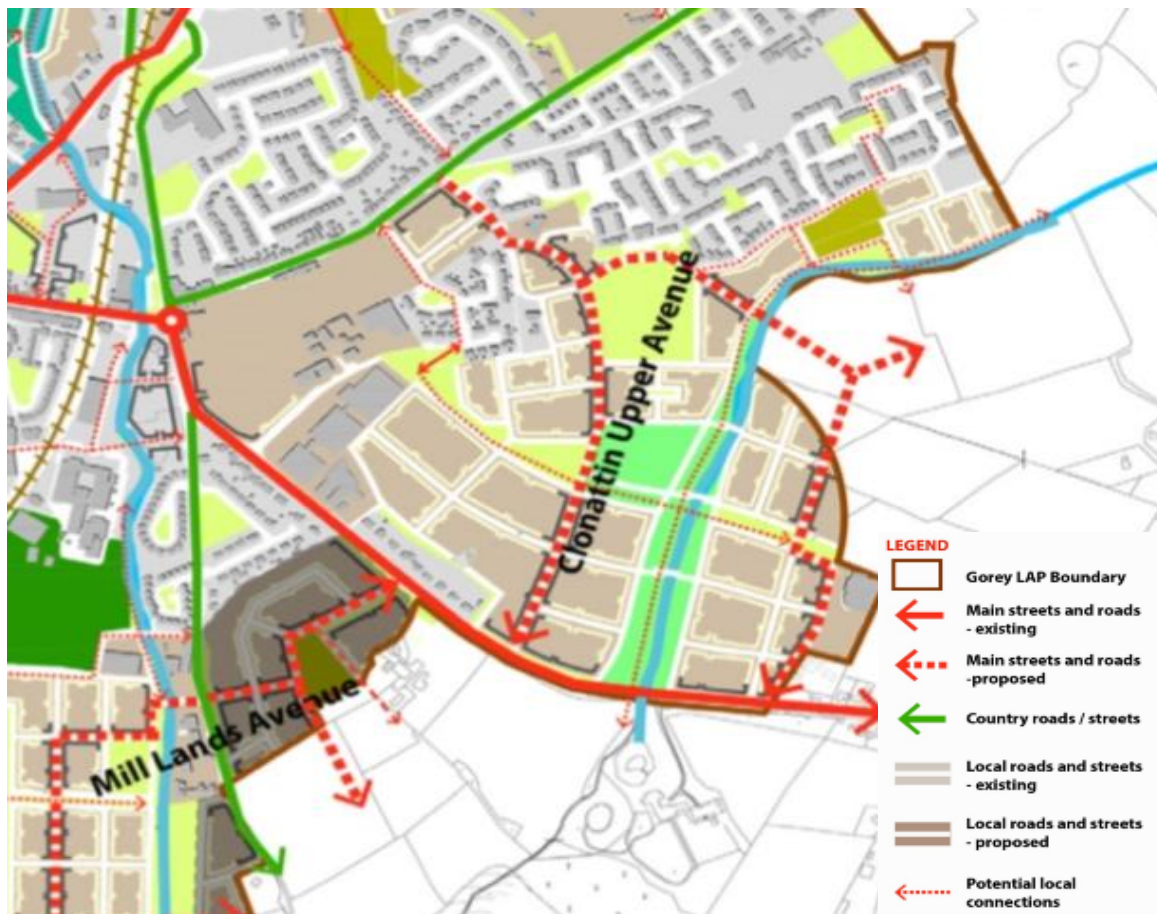 Clonattin Upper Avenue
Mill Lands Avenue
LEGEND
Gorey LAP Boundary
Main streets and roads
- existing
Main streets and roads
-proposed
Country roads / streets
Local roads and streets
- existing
Local roads and streets
- proposed
Potential local
connections